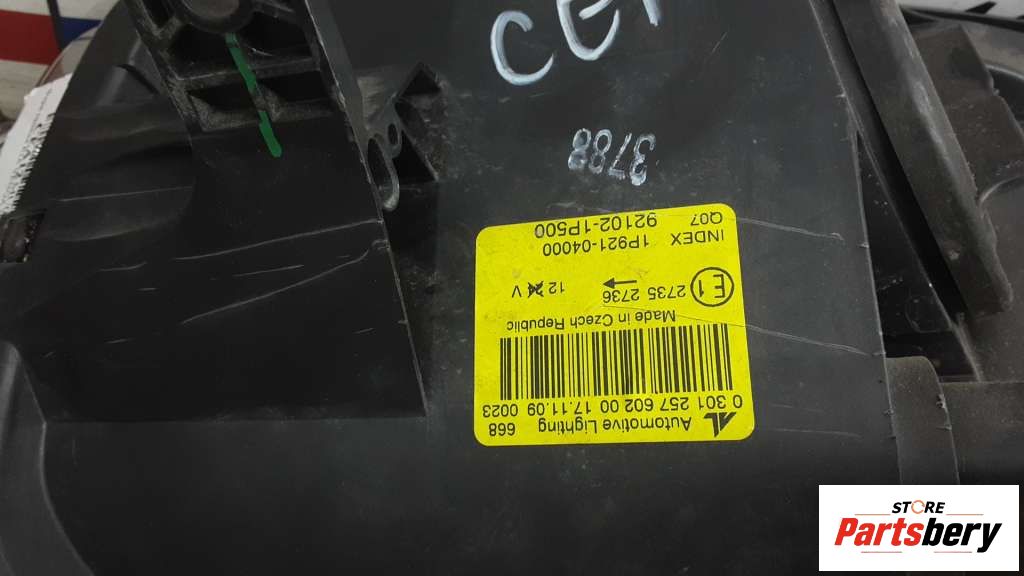 CE
3788
Automotive Lighting 668
0 301 257 602 00 17.11.09 0023
Made in Czech Republic
E1 2735 2736 12 V
INDEX 1P921-04000
Q07 92102-1P500
STORE
Partsbery